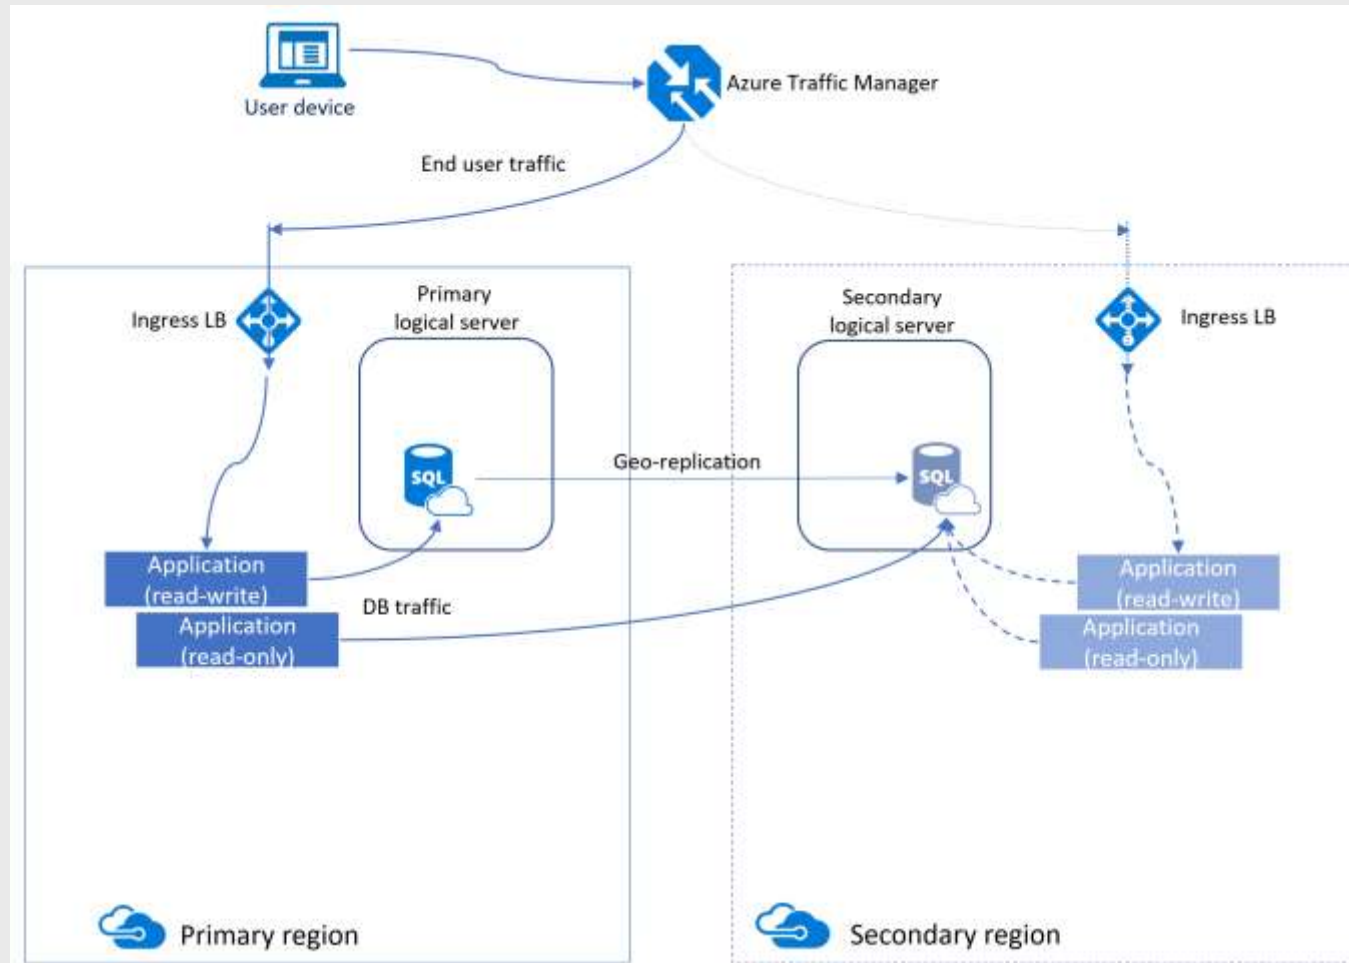 User device
Azure Traffic Manager
End user traffic
Ingress LB
Primary
logical server
Secondary
logical server
Ingress LB
SQL
Geo-replication
SQL
Application
(read-write)
DB traffic
Application
(read-only)
Application
(read-write)
Application
(read-only)
Primary region
Secondary region